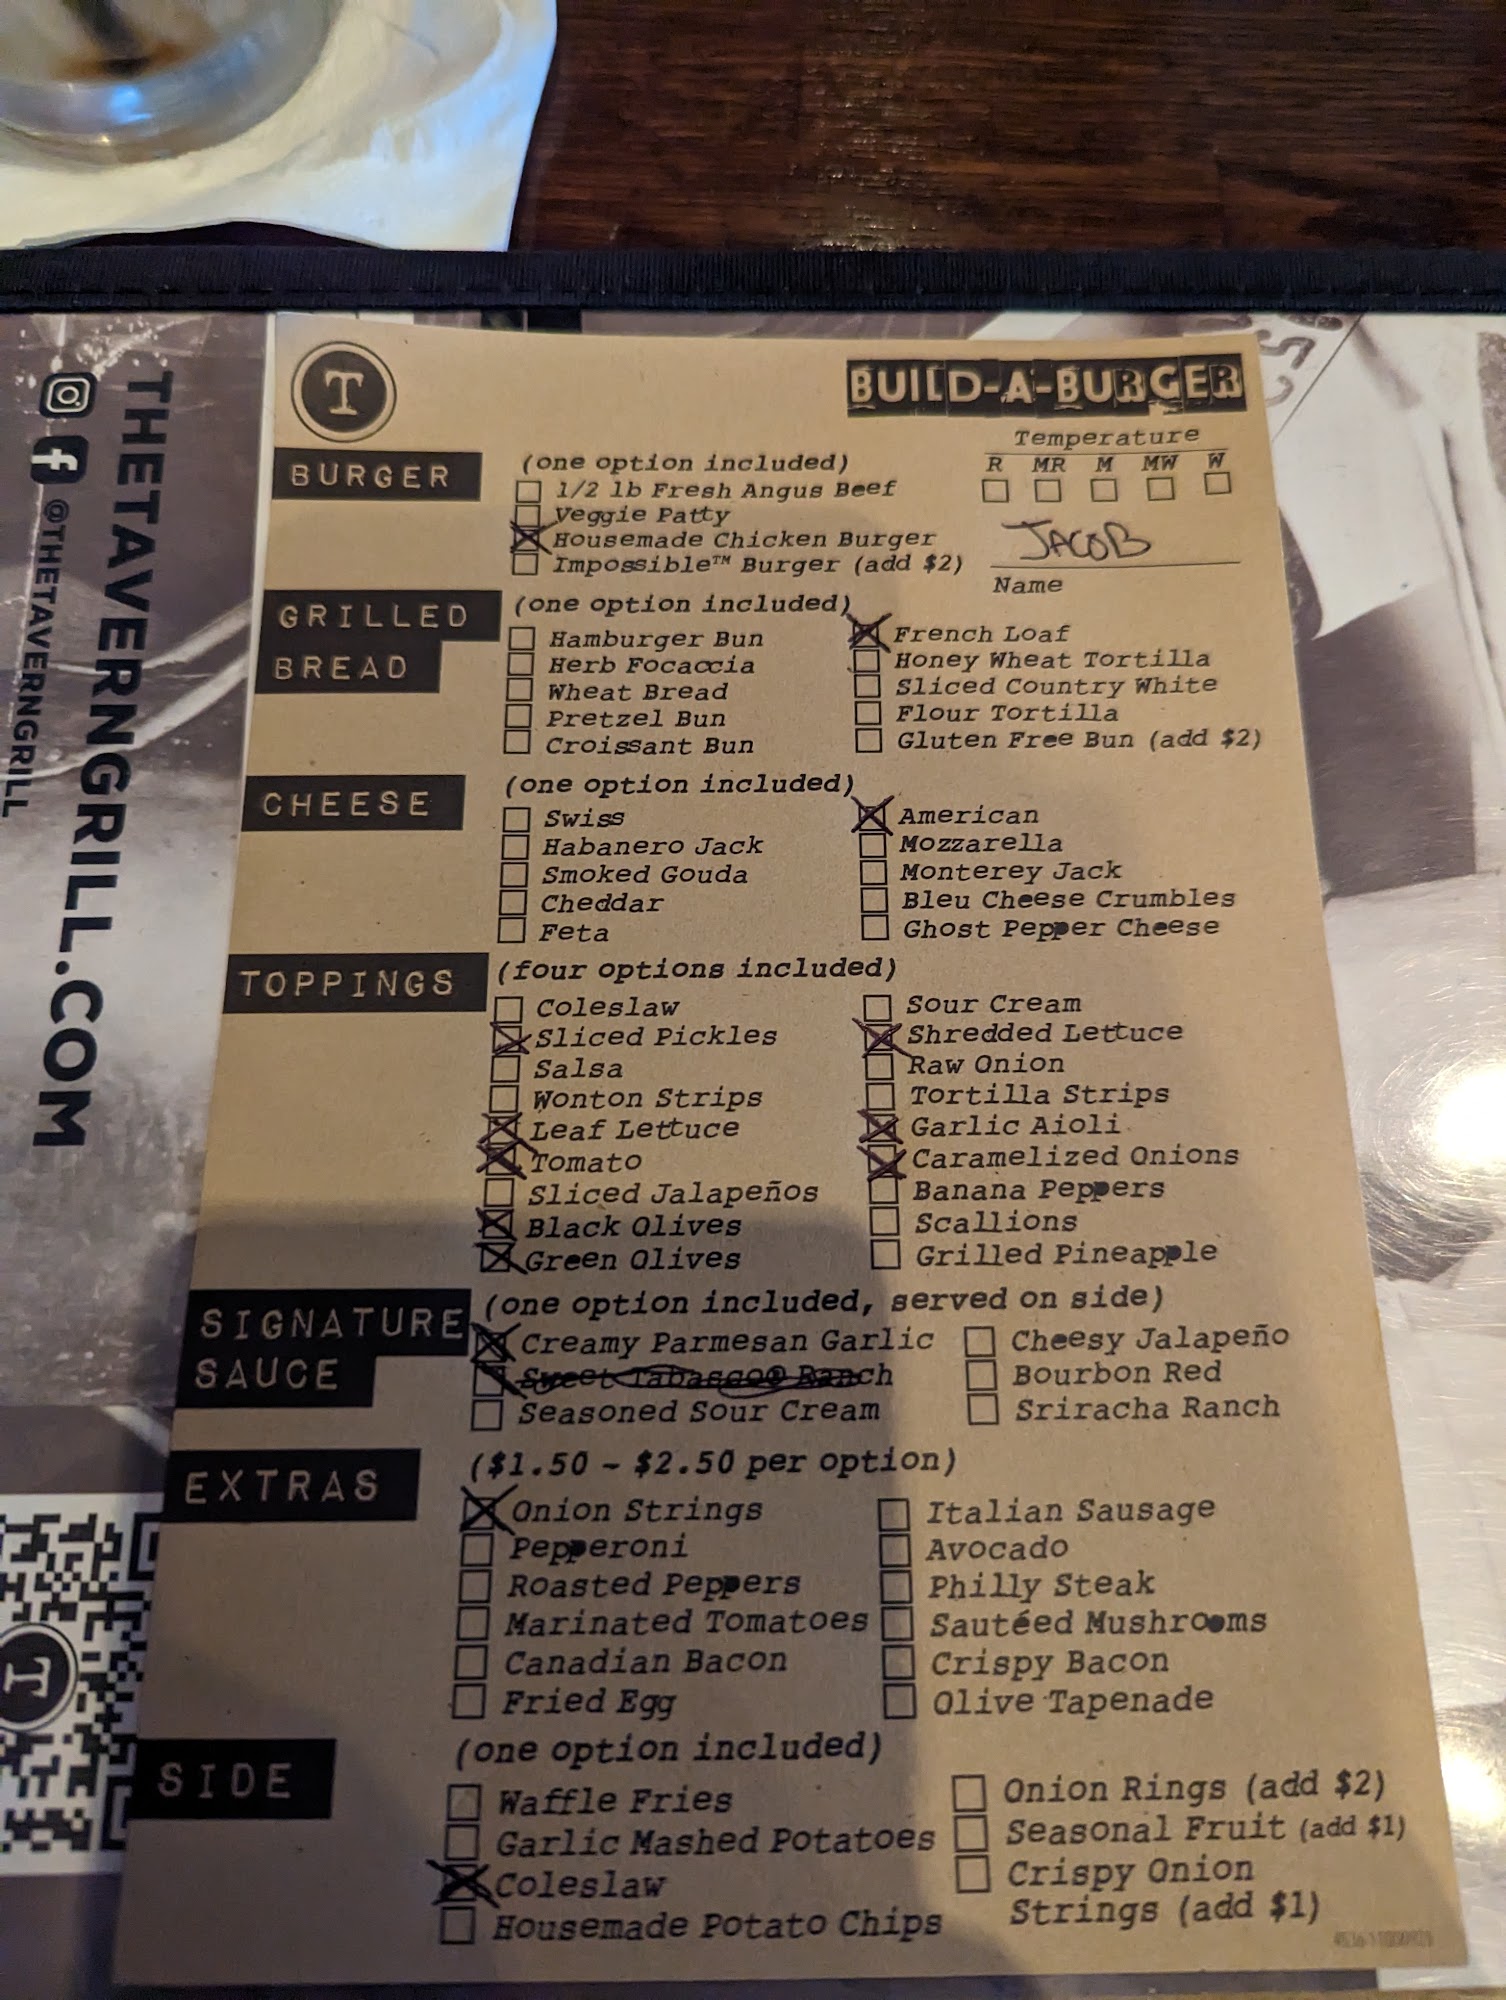 T
BUILD-A-BURGER
Temperature
R MR M MW W
BURGER
(one option included)
1/2 lb Fresh Angus Beef
Veggie Patty
Housemade Chicken Burger
Impossible™ Burger (add $2)
JACOB
Name
GRILLED
BREAD
(one option included)
Hamburger Bun
Herb Focaccia
Wheat Bread
Pretzel Bun
Croissant Bun
French Loaf
Honey Wheat Tortilla
Sliced Country White
Flour Tortilla
Gluten Free Bun (add $2)
CHEESE
(one option included)
Swiss
Habanero Jack
Smoked Gouda
Cheddar
Feta
American
Mozzarella
Monterey Jack
Bleu Cheese Crumbles
Ghost Pepper Cheese
TOPPINGS
(four options included)
Coleslaw
Sliced Pickles
Salsa
Wonton Strips
Leaf Lettuce
Tomato
Sliced Jalapeños
Black Olives
Green Olives
Sour Cream
Shredded Lettuce
Raw Onion
Tortilla Strips
Garlic Aioli
Caramelized Onions
Banana Peppers
Scallions
Grilled Pineapple
SIGNATURE
SAUCE
(one option included, served on side)
Creamy Parmesan Garlic
Sweet Tabasco® Ranch
Seasoned Sour Cream
Cheesy Jalapeño
Bourbon Red
Sriracha Ranch
EXTRAS
($1.50 ~ $2.50 per option)
Onion Strings
Pepperoni
Roasted Peppers
Marinated Tomatoes
Canadian Bacon
Fried Egg
Italian Sausage
Avocado
Philly Steak
Sautéed Mushrooms
Crispy Bacon
Olive Tapenade
SIDE
(one option included)
Waffle Fries
Garlic Mashed Potatoes
Coleslaw
Housemade Potato Chips
Onion Rings (add $2)
Seasonal Fruit (add $1)
Crispy Onion
Strings (add $1)
THETAVERNGRILL.COM
@THETAVERNGRILL
THETAVERNGRILL
T